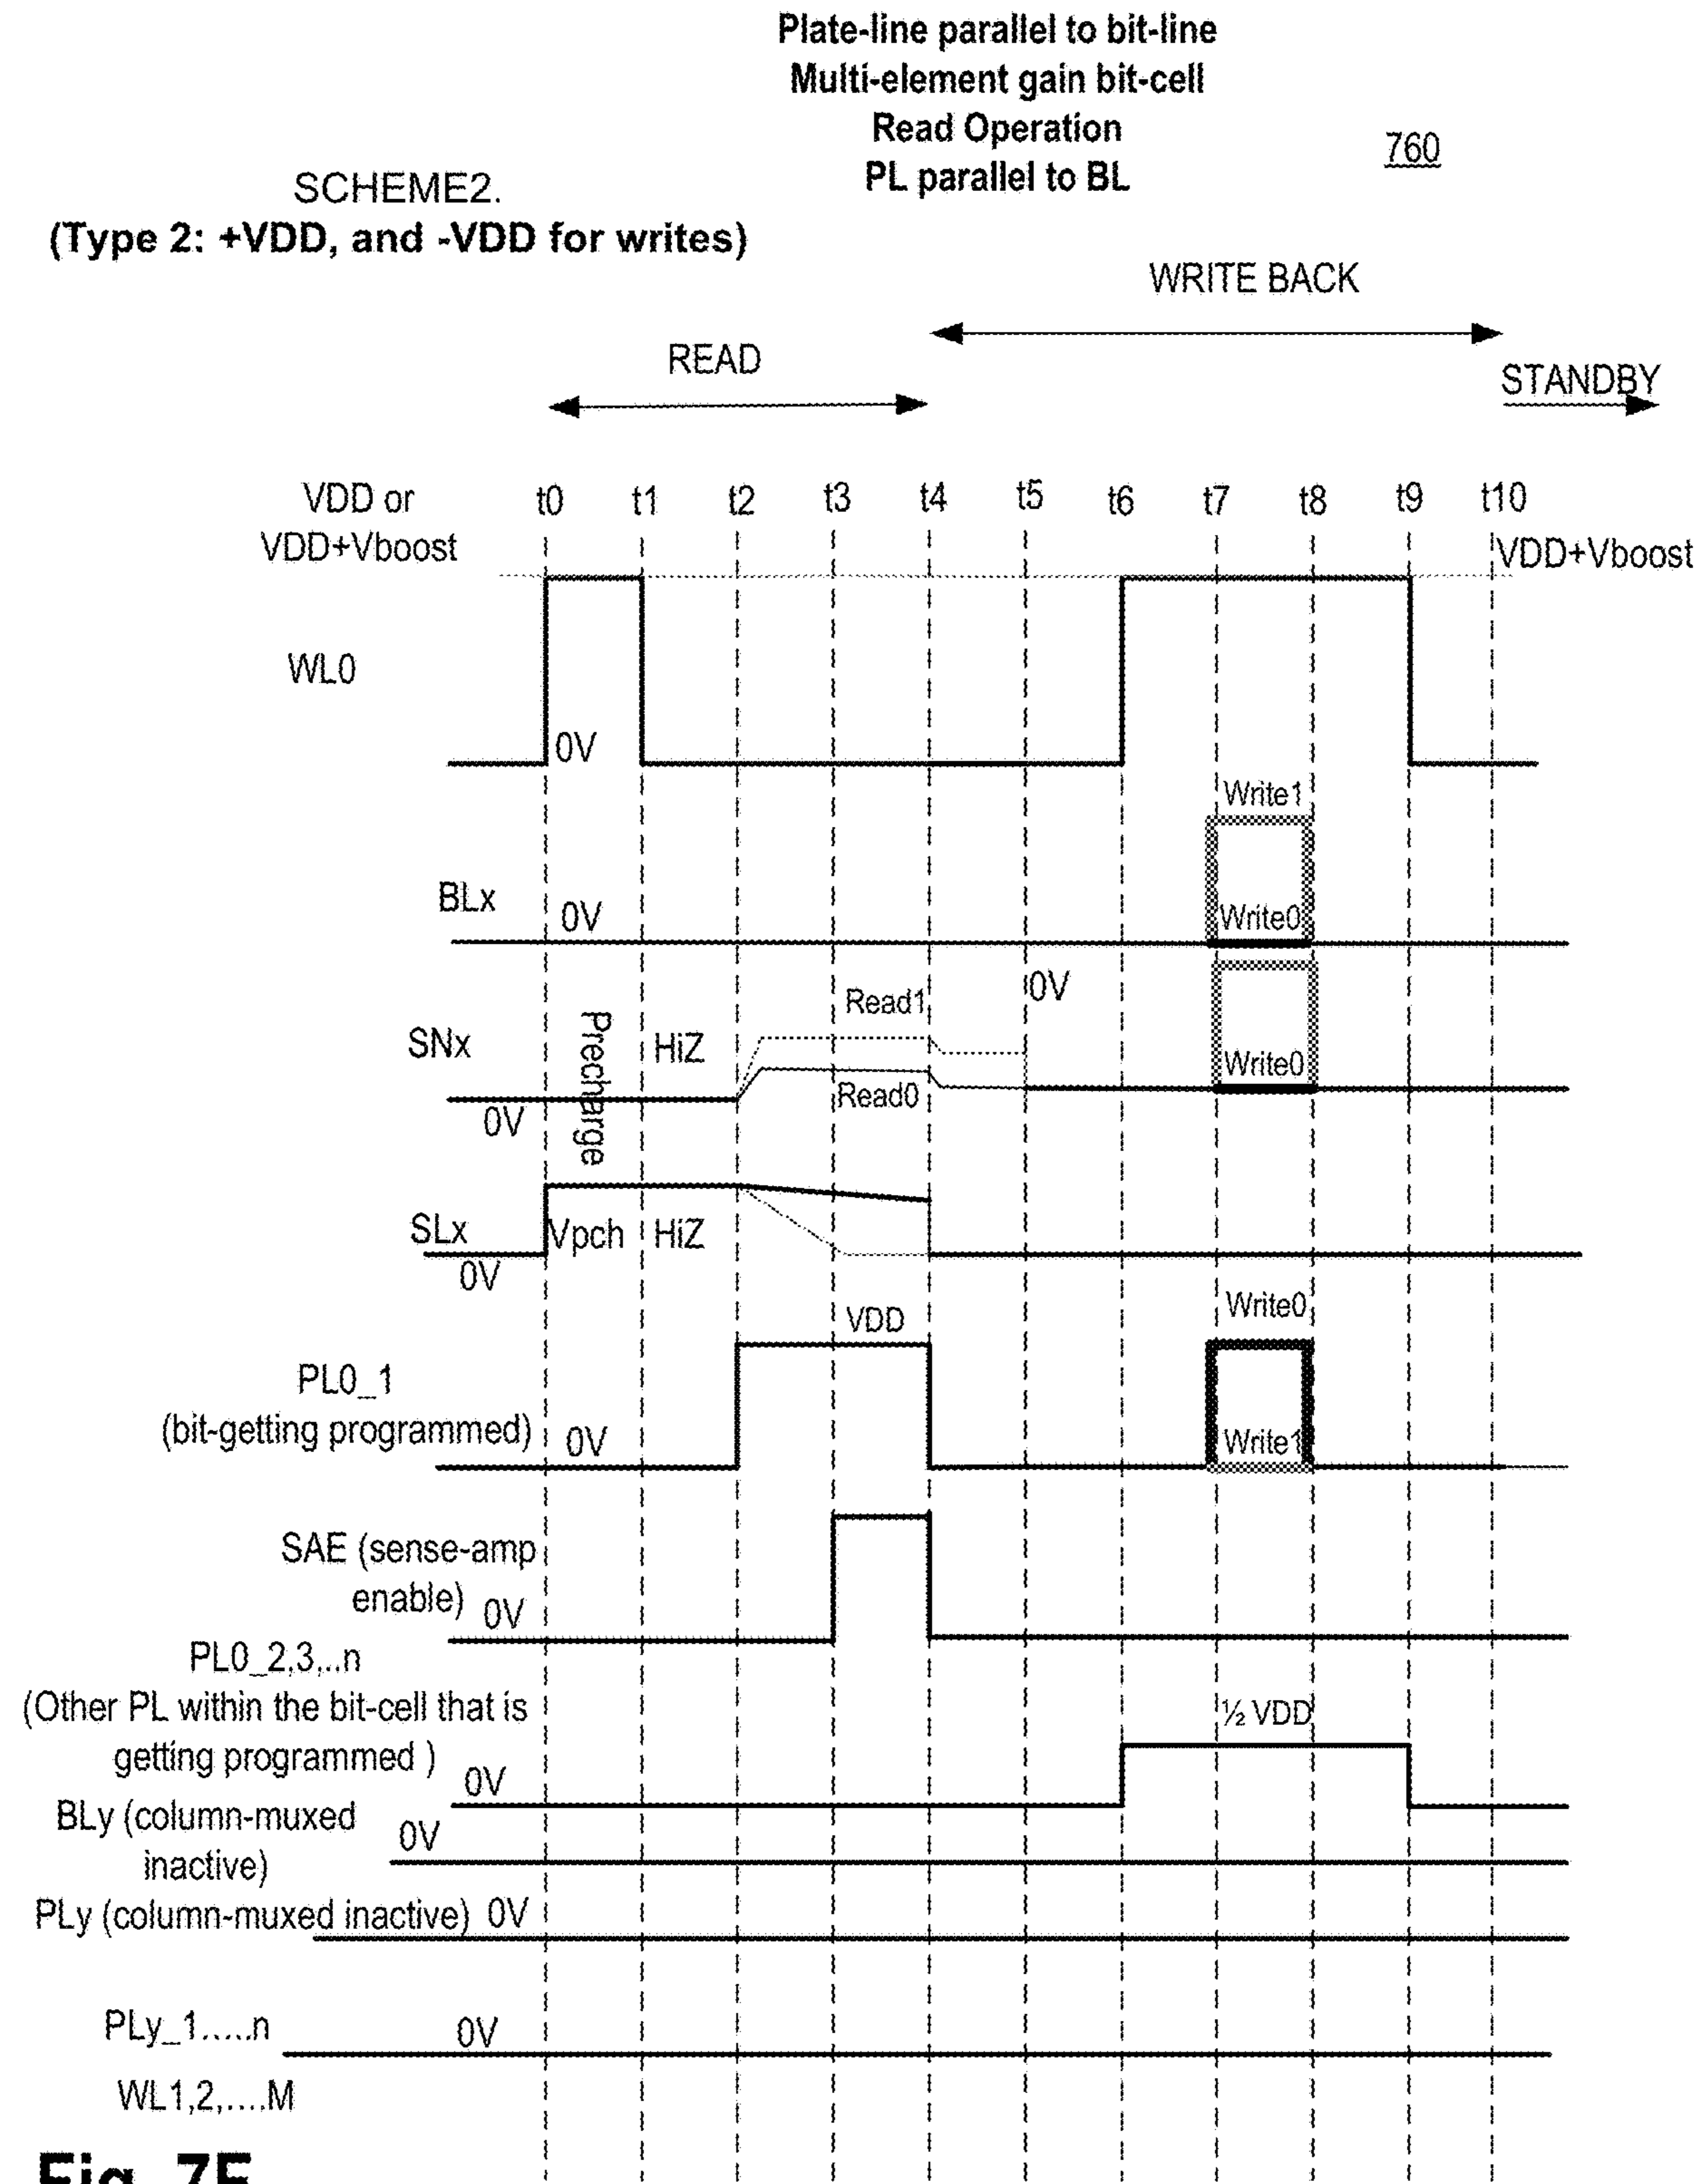 Plate-line parallel to bit-line
Multi-element gain bit-cell
Read Operation
PL parallel to BL
760
SCHEME2.
(Type 2: +VDD, and -VDD for writes)
WRITE BACK
READ
STANDBY
VDD or
VDD+Vboost
t0 t1 t2 t3 t4 t5 t6 t7 t8 t9 t10
VDD+Vboost
WL0
0V
Write1
BLx
0V
Write0
0V
Read1
SNx
Precharge
HiZ
Write0
Read0
0V
SLx
Vpch
HiZ
0V
Write0
VDD
PL0_1
(bit-getting programmed)
0V
Write1
SAE (sense-amp
enable)
0V
PL0_2,3,..n
(Other PL within the bit-cell that is
getting programmed )
½ VDD
0V
BLy (column-muxed
inactive)
0V
PLy (column-muxed inactive) 0V
PLy_1.....n
0V
WL1,2,....M